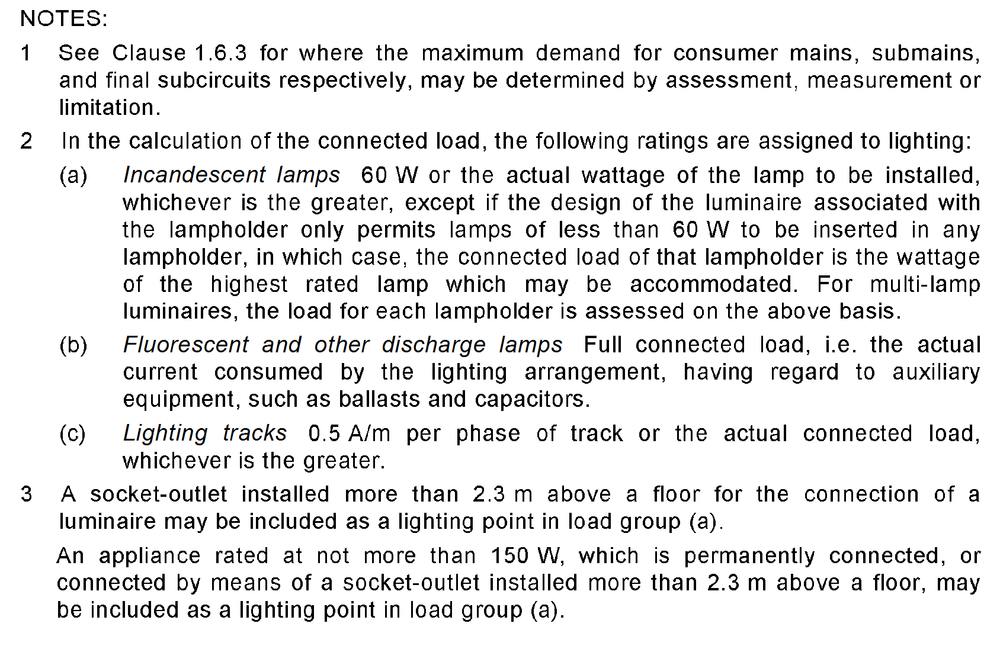 NOTES:
1 See Clause 1.6.3 for where the maximum demand for consumer mains, submains,
and final subcircuits respectively, may be determined by assessment, measurement or
limitation.
2 In the calculation of the connected load, the following ratings are assigned to lighting:
(a) Incandescent lamps 60 W or the actual wattage of the lamp to be installed,
whichever is the greater, except if the design of the luminaire associated with
the lampholder only permits lamps of less than 60 W to be inserted in any
lampholder, in which case, the connected load of that lampholder is the wattage
of the highest rated lamp which may be accommodated. For multi-lamp
luminaires, the load for each lampholder is assessed on the above basis.
(b) Fluorescent and other discharge lamps Full connected load, i.e. the actual
current consumed by the lighting arrangement, having regard to auxiliary
equipment, such as ballasts and capacitors.
(c) Lighting tracks 0.5 A/m per phase of track or the actual connected load,
whichever is the greater.
3 A socket-outlet installed more than 2.3 m above a floor for the connection of a
luminaire may be included as a lighting point in load group (a).
An appliance rated at not more than 150 W, which is permanently connected, or
connected by means of a socket-outlet installed more than 2.3 m above a floor, may
be included as a lighting point in load group (a).